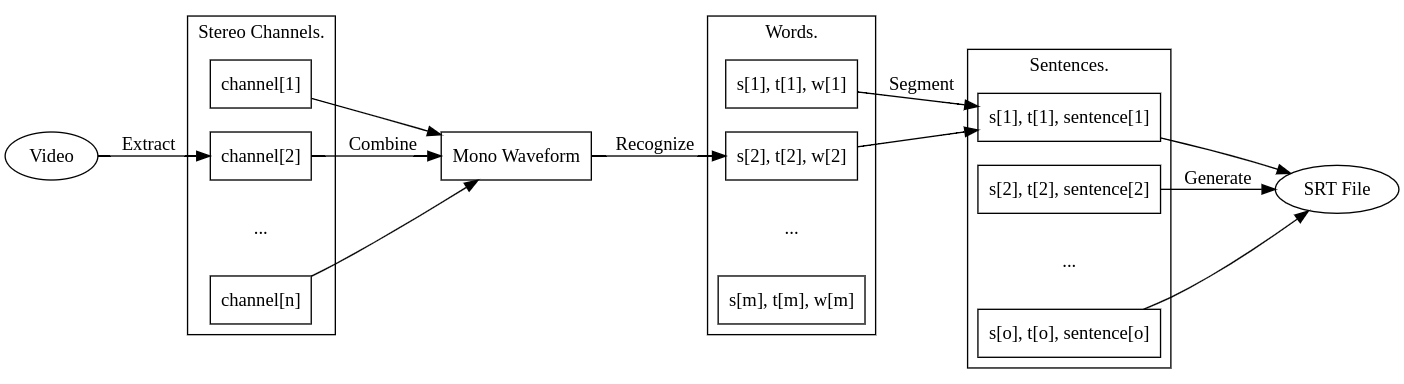 Video
Extract
Stereo Channels.
channel[1]
channel[2]
...
channel[n]
Combine
Mono Waveform
Recognize
Words.
s[1], t[1], w[1]
s[2], t[2], w[2]
...
s[m], t[m], w[m]
Segment
Sentences.
s[1], t[1], sentence[1]
s[2], t[2], sentence[2]
...
s[o], t[o], sentence[o]
Generate
SRT File